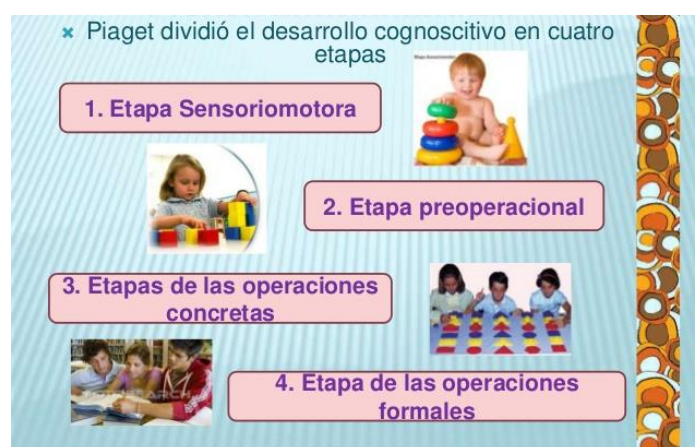 Piaget dividió el desarrollo cognoscitivo en cuatro
etapas
1. Etapa Sensoriomotora
2. Etapa preoperacional
3. Etapas de las operaciones
concretas
4. Etapa de las operaciones
formales